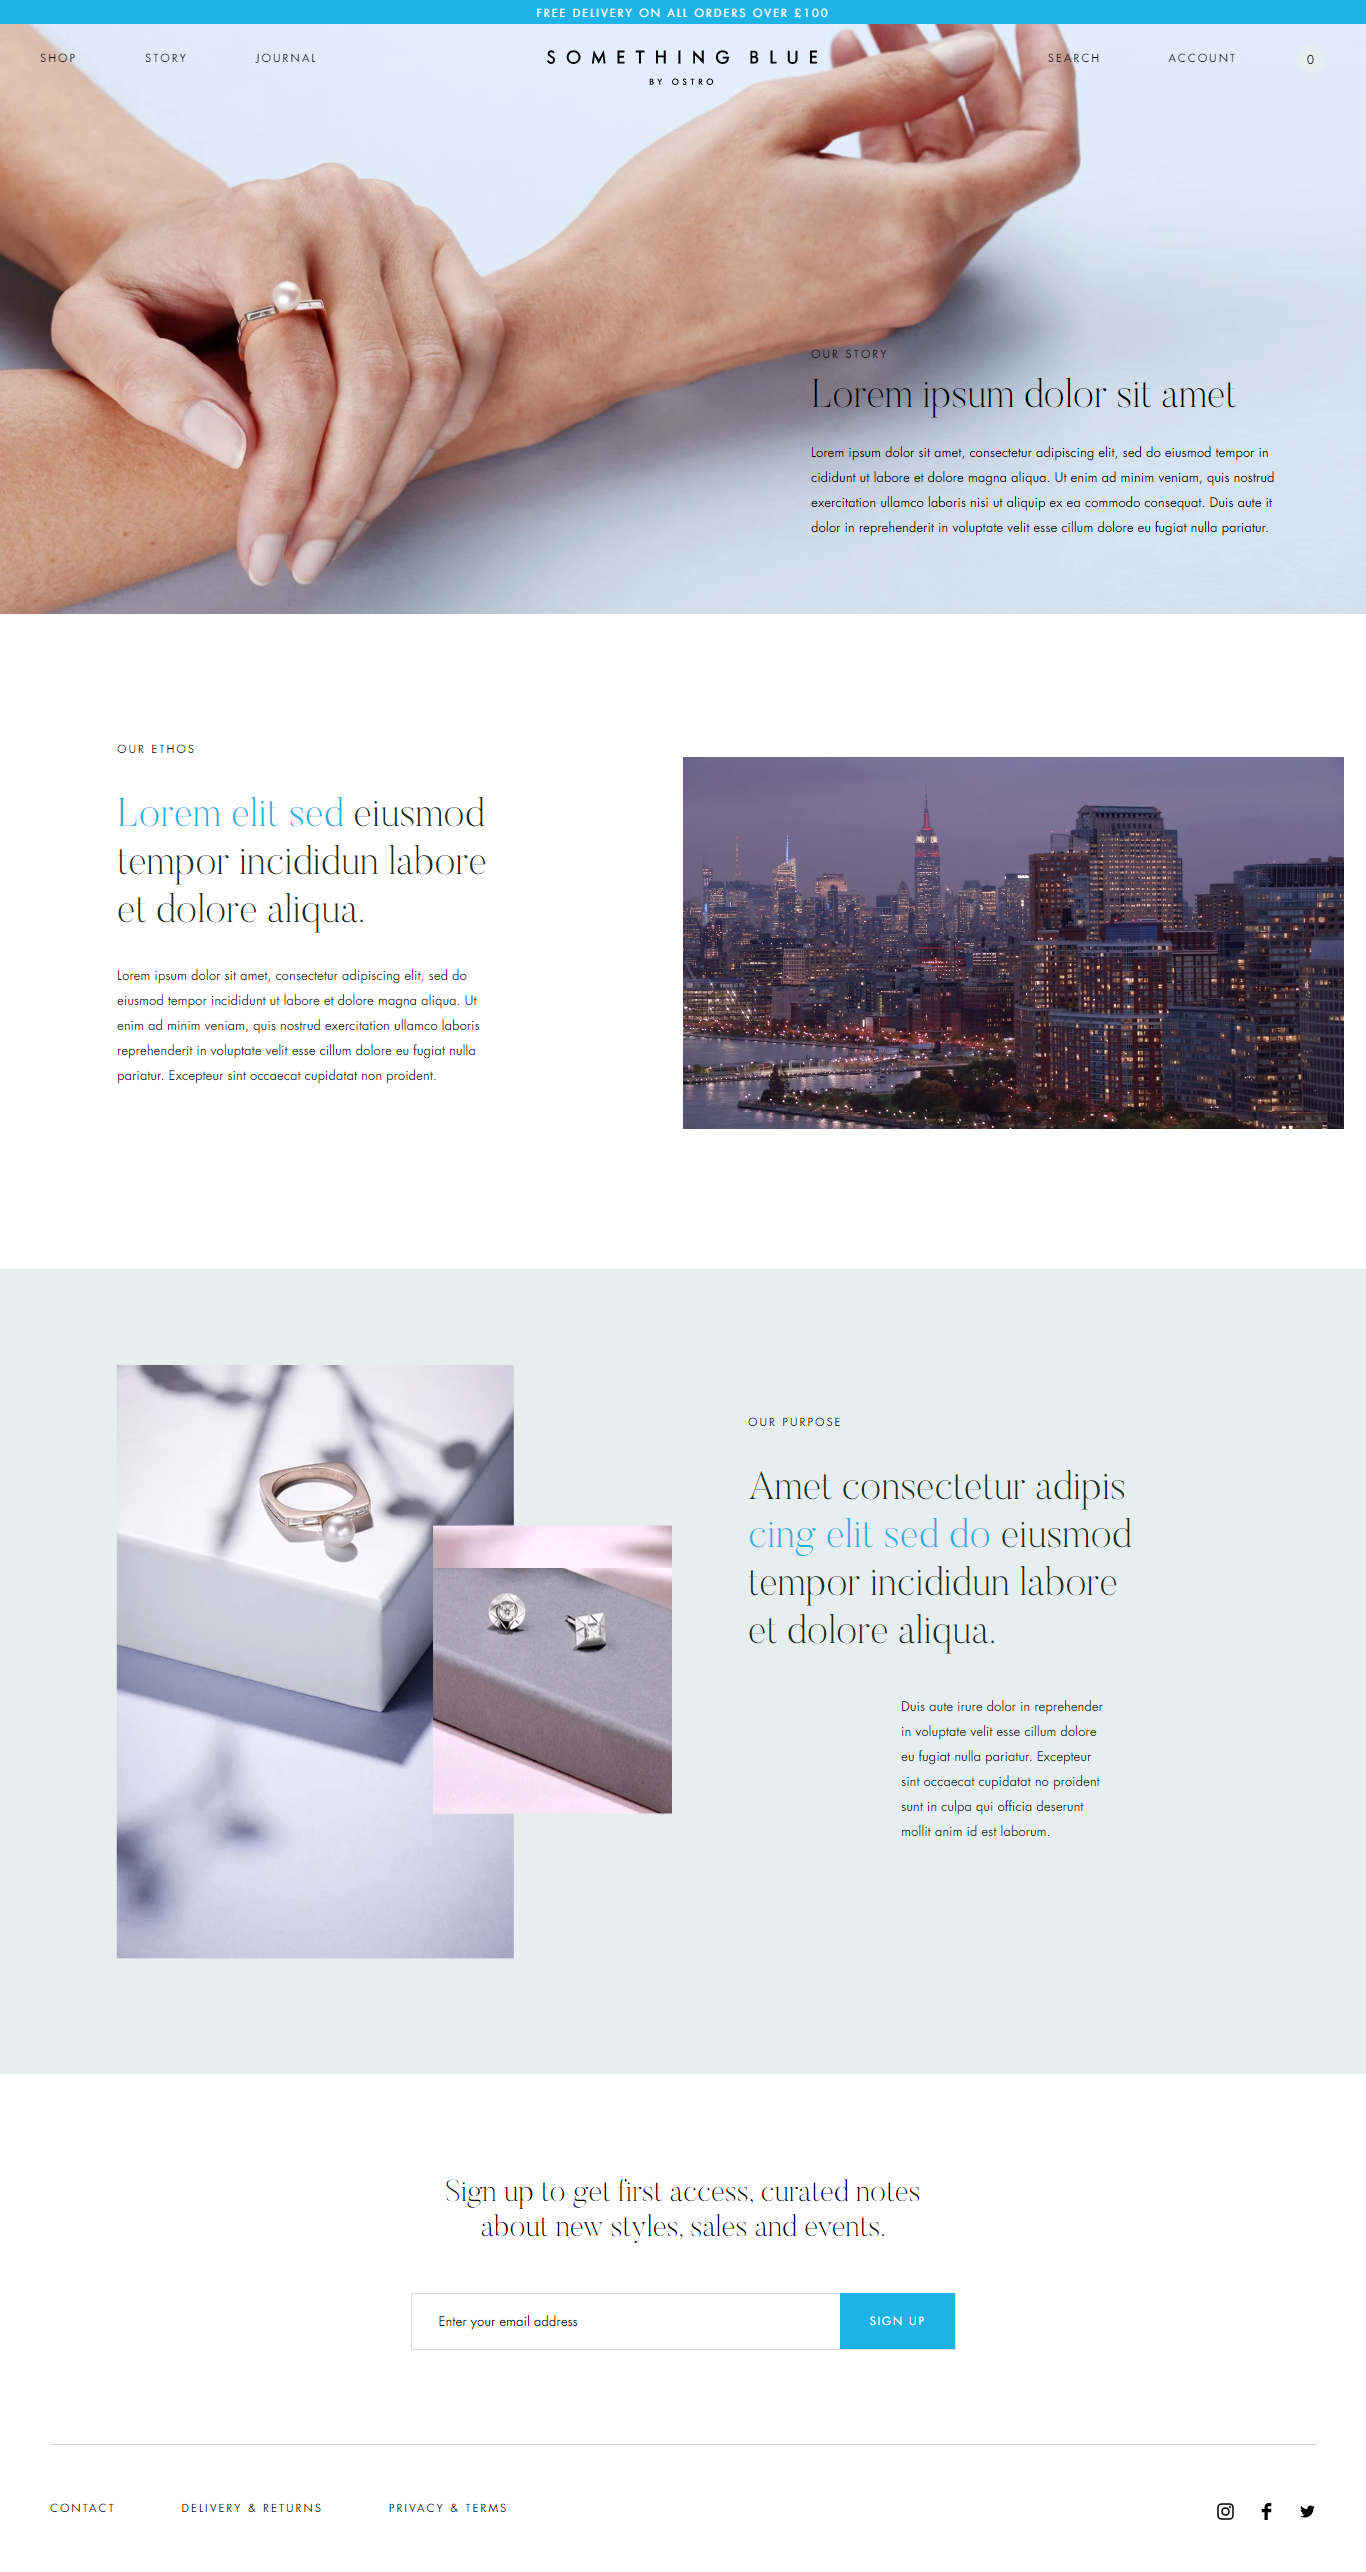 FREE DELIVERY ON ALL ORDERS OVER £100
SHOP STORY JOURNAL SOMETHING BLUE SEARCH ACCOUNT 0
BY OSTRO
OUR STORY
Lorem ipsum dolor sit amet
Lorem ipsum dolor sit amet, consectetur adipiscing elit, sed do eiusmod tempor in
cididunt ut labore et dolore magna aliqua. Ut enim ad minim veniam, quis nostrud
exercitation ullamco laboris nisi ut aliquip ex ea commodo consequat. Duis aute it
dolor in reprehenderit in voluptate velit esse cillum dolore eu fugiat nulla pariatur.
OUR ETHOS
Lorem elit sed eiusmod
tempor incididun labore
et dolore aliqua.
Lorem ipsum dolor sit amet, consectetur adipiscing elit, sed do
eiusmod tempor incididunt ut labore et dolore magna aliqua. Ut
enim ad minim veniam, quis nostrud exercitation ullamco laboris
reprehenderit in voluptate velit esse cillum dolore eu fugiat nulla
pariatur. Excepteur sint occaecat cupidatat non proident.
OUR PURPOSE
Amet consectetur adipis
cing elit sed do eiusmod
tempor incididun labore
et dolore aliqua.
Duis aute irure dolor in reprehender
in voluptate velit esse cillum dolore
eu fugiat nulla pariatur. Excepteur
sint occaecat cupidatat no proident
sunt in culpa qui officia deserunt
mollit anim id est laborum.
Sign up to get first access, curated notes
about new styles, sales and events.
Enter your email address SIGN UP
CONTACT DELIVERY & RETURNS PRIVACY & TERMS